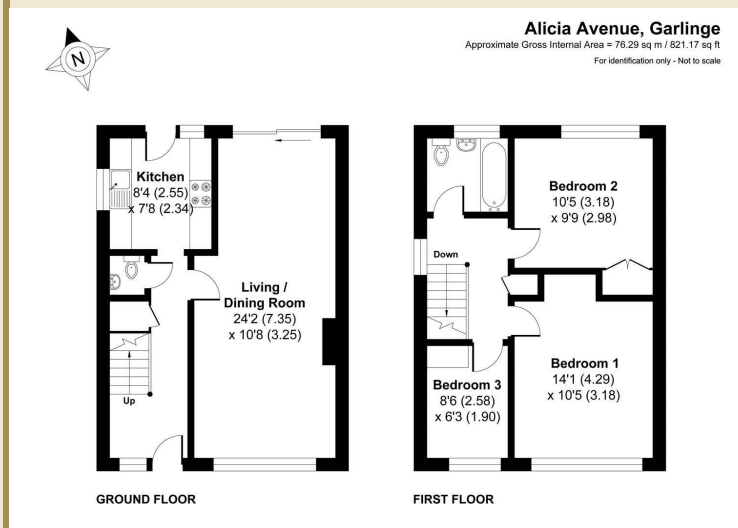 Alicia Avenue, Garlinge
Approximate Gross Internal Area = 76.29 sq m / 821.17 sq ft
For identification only - Not to scale
N
Kitchen
8'4 (2.55)
x 7'8 (2.34)
Living /
Dining Room
24'2 (7.35)
x 10'8 (3.25)
Up
GROUND FLOOR
Bedroom 2
10'5 (3.18)
x 9'9 (2.98)
Down
Bedroom 1
14'1 (4.29)
x 10'5 (3.18)
Bedroom 3
8'6 (2.58)
x 6'3 (1.90)
FIRST FLOOR